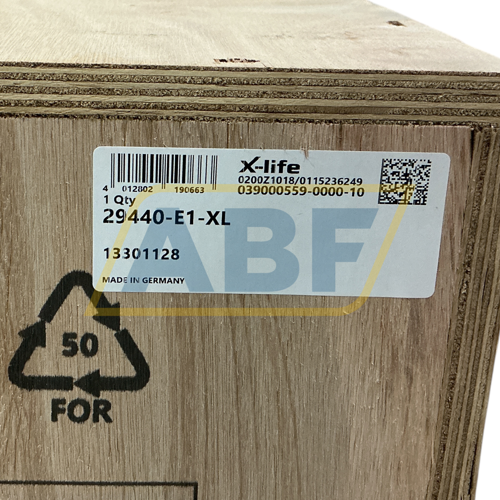 X-life
4 012802 190663
0200Z1018/0115236249
039000559-0000-10
1 Qty
29440-E1-XL
13301128
MADE IN GERMANY
ABF
50
FOR